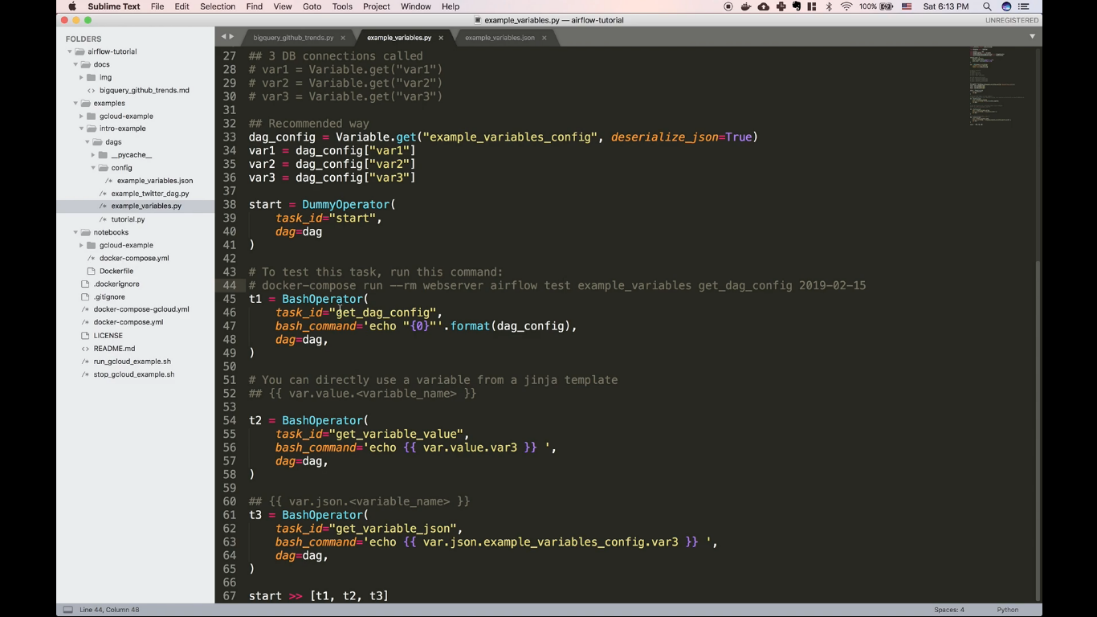 Sublime Text File Edit Selection Find View Goto Tools Project Window Help 100% Sa 6:13 PM
example_variables.py — airflow-tutorial
UNREGISTERED
FOLDERS
airflow-tutorial
docs
img
bigquery_github_trends.md
examples
gcloud-example
intro-example
dags
__pycache__
config
example_variables.json
example_twitter_dag.py
example_variables.py
tutorial.py
notebooks
gcloud-example
docker-compose.yml
Dockerfile
.dockerignore
.gitignore
docker-compose-gcloud.yml
docker-compose.yml
LICENSE
README.md
run_gcloud_example.sh
stop_gcloud_example.sh
bigquery_github_trends.py × example_variables.py × example_variables.json ×
27 ## 3 DB connections called
28 # var1 = Variable.get("var1")
29 # var2 = Variable.get("var2")
30 # var3 = Variable.get("var3")
31
32 ## Recommended way
33 dag_config = Variable.get("example_variables_config", deserialize_json=True)
34 var1 = dag_config["var1"]
35 var2 = dag_config["var2"]
36 var3 = dag_config["var3"]
37
38 start = DummyOperator(
39 task_id="start",
40 dag=dag
41 )
42
43 # To test this task, run this command:
44 # docker-compose run --rm webserver airflow test example_variables get_dag_config 2019-02-15
45 t1 = BashOperator(
46 task_id="get_dag_config",
47 bash_command='echo "{0}"'.format(dag_config),
48 dag=dag,
49 )
50
51 # You can directly use a variable from a jinja template
52 ## {{ var.value.<variable_name> }}
53
54 t2 = BashOperator(
55 task_id="get_variable_value",
56 bash_command='echo {{ var.value.var3 }} ',
57 dag=dag,
58 )
59
60 ## {{ var.json.<variable_name> }}
61 t3 = BashOperator(
62 task_id="get_variable_json",
63 bash_command='echo {{ var.json.example_variables_config.var3 }} ',
64 dag=dag,
65 )
66
67 start >> [t1, t2, t3]
Line 44, Column 48
Spaces: 4
Python